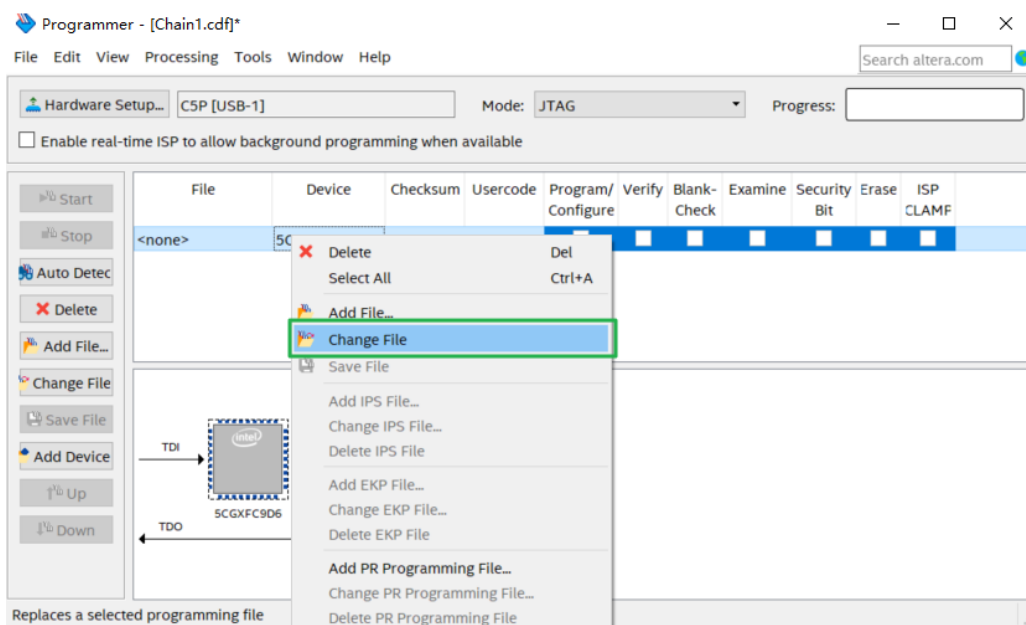 Programmer - [Chain1.cdf]*
File Edit View Processing Tools Window Help
Search altera.com
Hardware Setup... C5P [USB-1] Mode: JTAG Progress:
Enable real-time ISP to allow background programming when available
File Device Checksum Usercode Program/ Verify Blank- Examine Security Erase ISP
Configure Check Bit CLAMP
<none> 5C
Start
Stop
Auto Detec
Delete
Add File...
Change File
Save File
Add Device
Up
Down
Delete Del
Select All Ctrl+A
Add File...
Change File
Save File
Add IPS File...
Change IPS File...
Delete IPS File
Add EKP File...
Change EKP File...
Delete EKP File
Add PR Programming File...
Change PR Programming File...
Delete PR Programming File
TDI
intel
5CGXFC9D6
TDO
Replaces a selected programming file